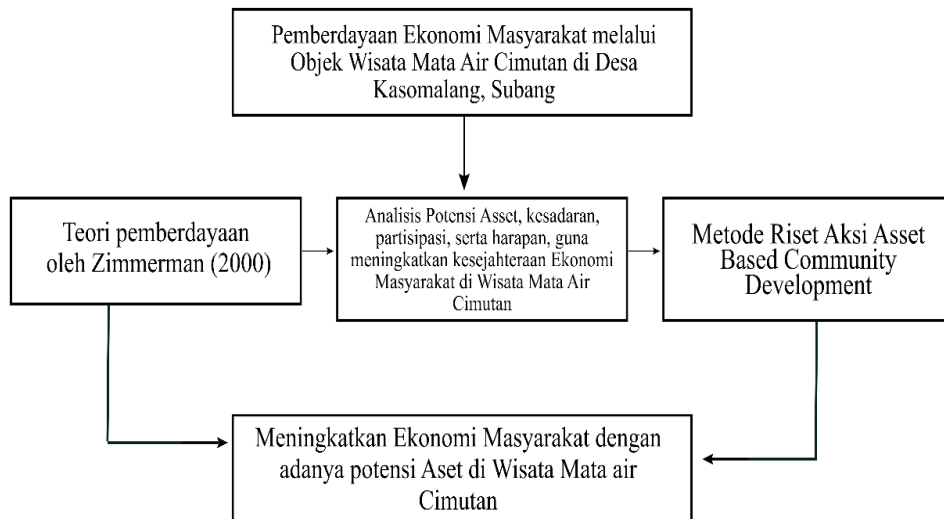 Pemberdayaan Ekonomi Masyarakat melalui
Objek Wisata Mata Air Cimutan di Desa
Kasomalang, Subang
Teori pemberdayaan
oleh Zimmerman (2000)
Analisis Potensi Asset, kesadaran,
partisipasi, serta harapan, guna
meningkatkan kesejahteraan Ekonomi
Masyarakat di Wisata Mata Air
Cimutan
Metode Riset Aksi Asset
Based Community
Development
Meningkatkan Ekonomi Masyarakat dengan
adanya potensi Aset di Wisata Mata air
Cimutan